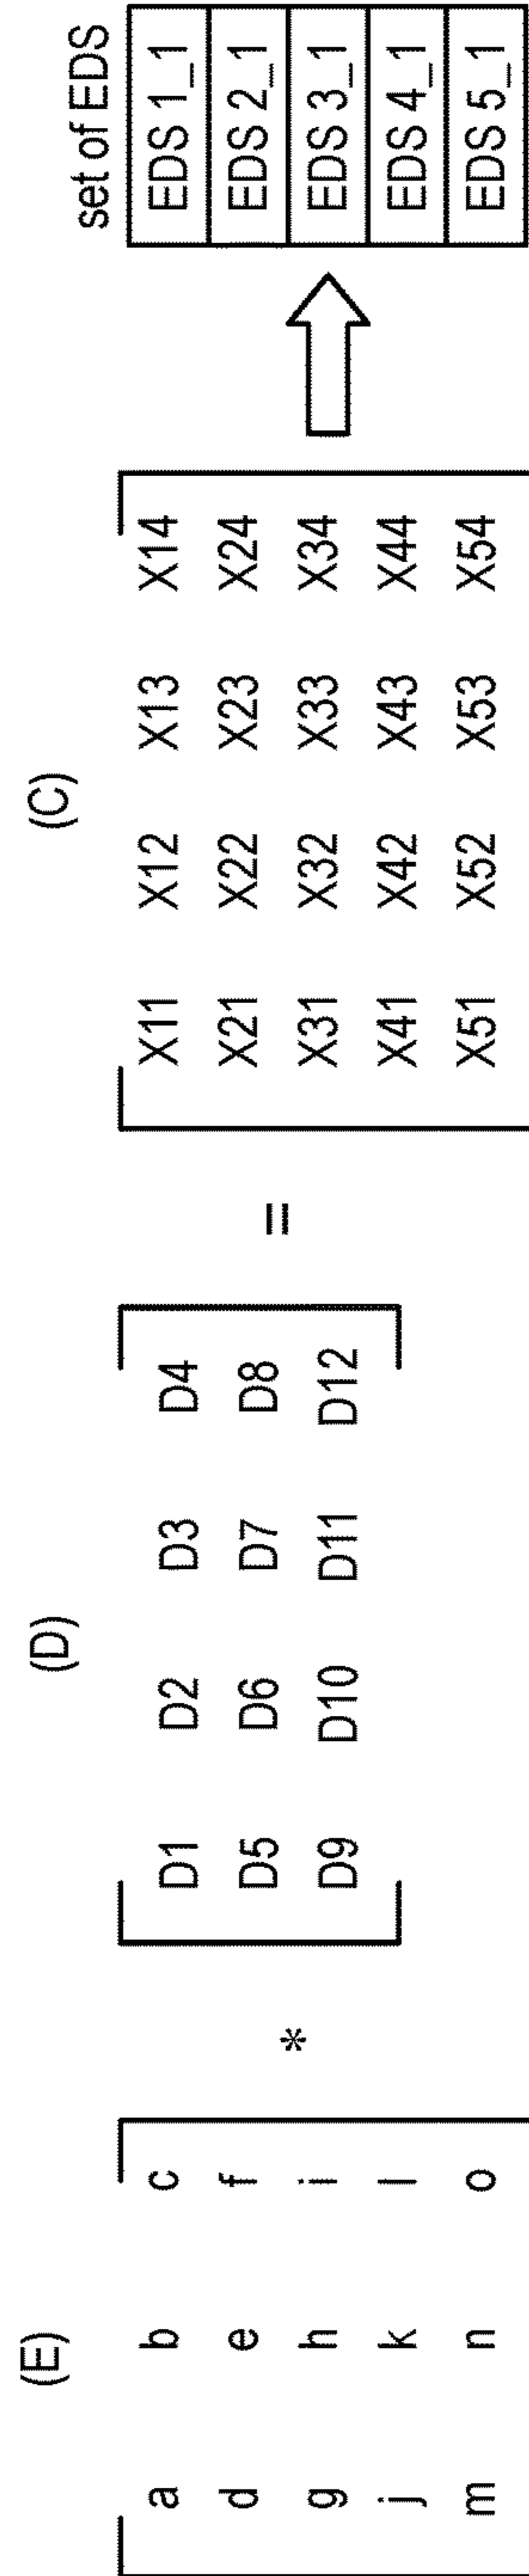 (E)
a b c
d e f
g h i
j k l
m n o
*
(D)
D1 D2 D3 D4
D5 D6 D7 D8
D9 D10 D11 D12
=
(C)
X11 X12 X13 X14
X21 X22 X23 X24
X31 X32 X33 X34
X41 X42 X43 X44
X51 X52 X53 X54
set of EDS
EDS 1_1
EDS 2_1
EDS 3_1
EDS 4_1
EDS 5_1